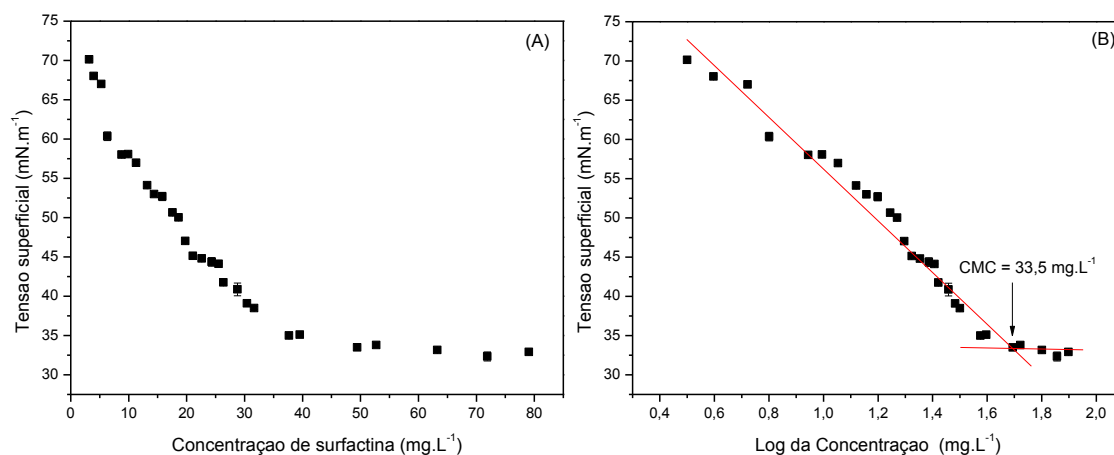 (A)
Tensao superficial (mN.m-1)
75
70
65
60
55
50
45
40
35
30
0 10 20 30 40 50 60 70 80
Concentraçao de surfactina (mg.L-1)
(B)
Tensao superficial (mN.m-1)
75
70
65
60
55
50
45
40
35
30
CMC = 33,5 mg.L-1
0,4 0,6 0,8 1,0 1,2 1,4 1,6 1,8 2,0
Log da Concentraçao (mg.L-1)